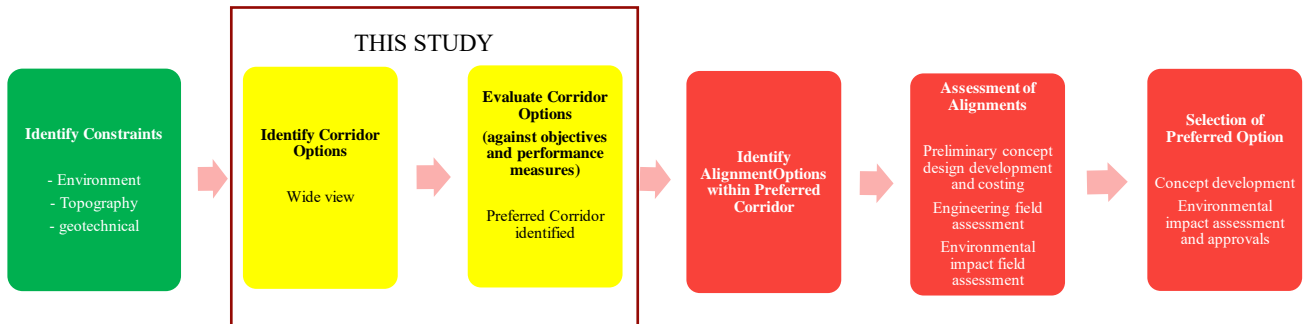 THIS STUDY
Identify Constraints
- Environment
- Topography
- geotechnical
Identify Corridor
Options
Wide view
Evaluate Corridor
Options
(against objectives
and performance
measures)
Preferred Corridor
identified
Identify
AlignmentOptions
within Preferred
Corridor
Assessment of
Alignments
Preliminary concept
design development
and costing
Engineering field
assessment
Environmental
impact field
assessment
Selection of
Preferred Option
Concept development
Environmental
impact assessment
and approvals